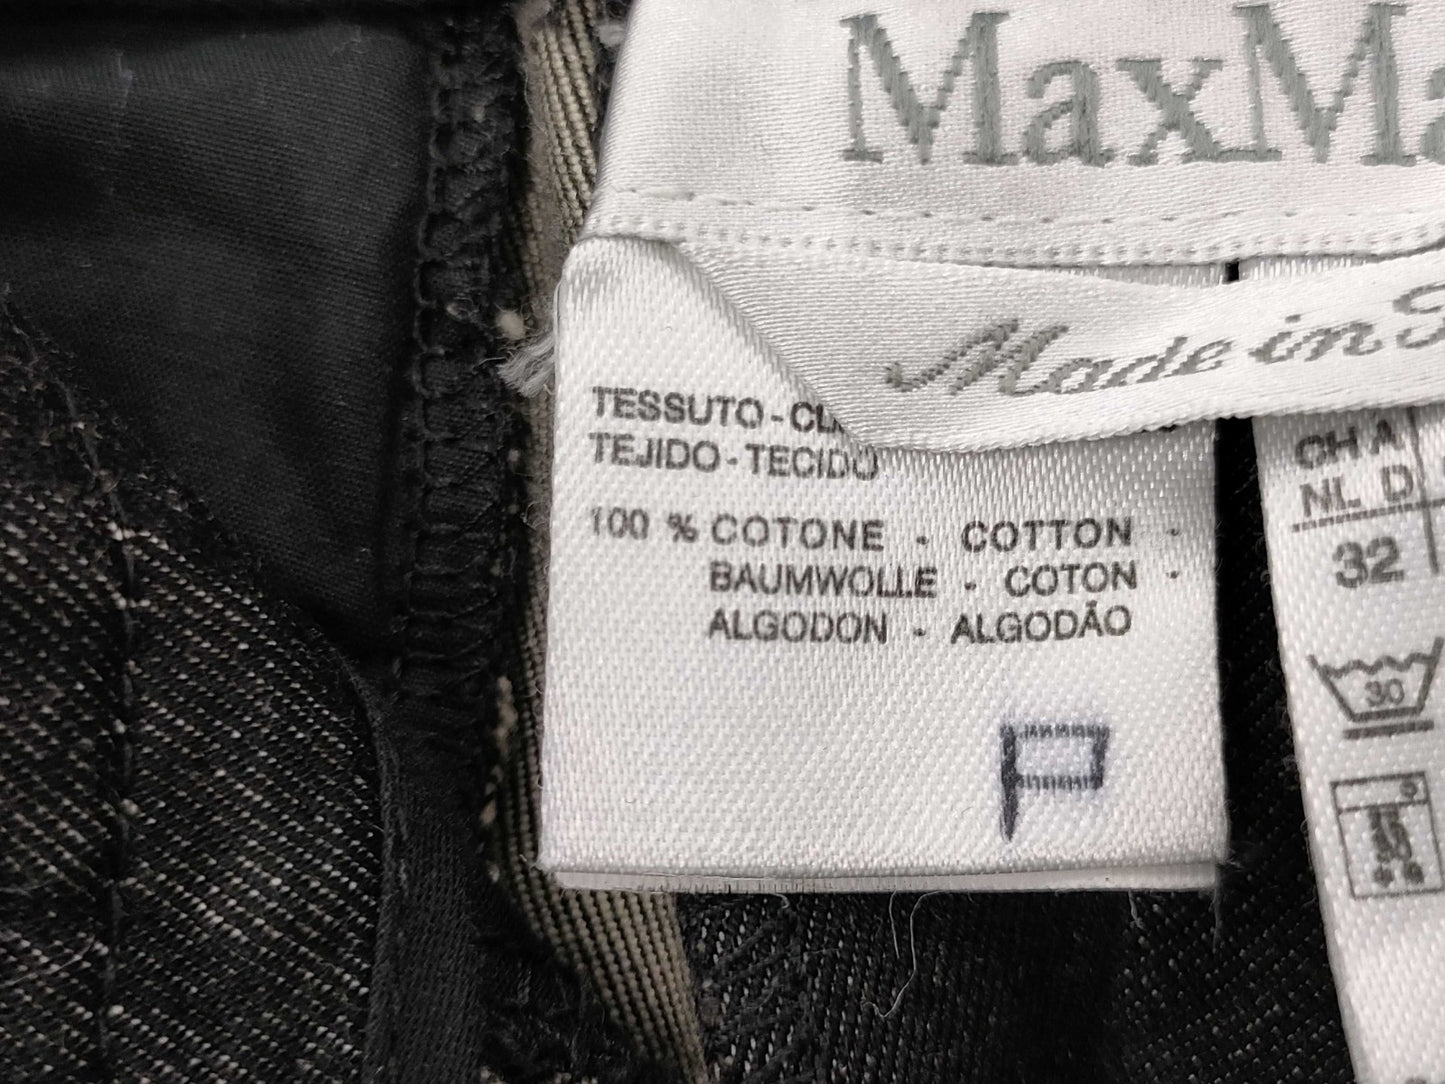 MaxMa
Made in
TESSUTO - CL
TEJIDO - TECIDO
100 % COTONE - COTTON -
BAUMWOLLE - COTON -
ALGODON - ALGODÃO
P
CH A
NL D
32
30